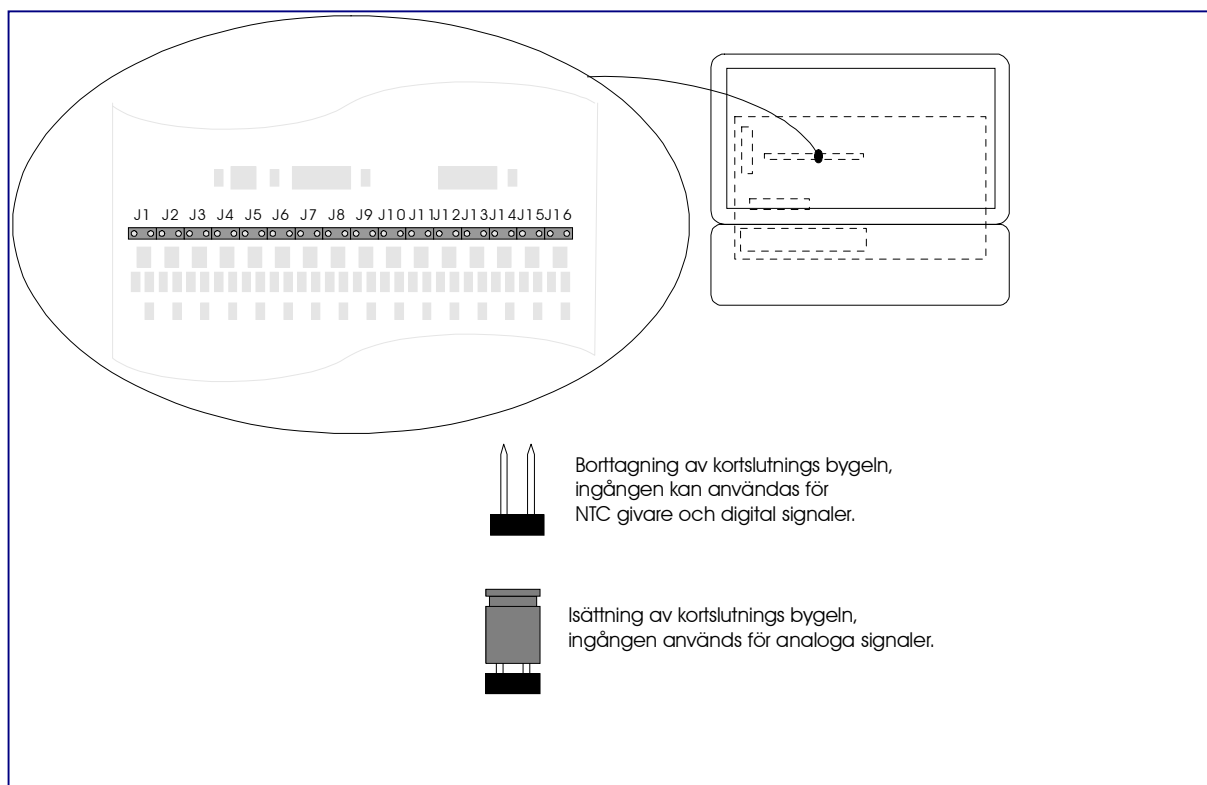 J1 J2 J3 J4 J5 J6 J7 J8 J9 J10 J11 J12 J13 J14 J15 J16
Borttagning av kortslutnings bygeln,
ingången kan användas för
NTC givare och digital signaler.
Isättning av kortslutnings bygeln,
ingången används för analoga signaler.